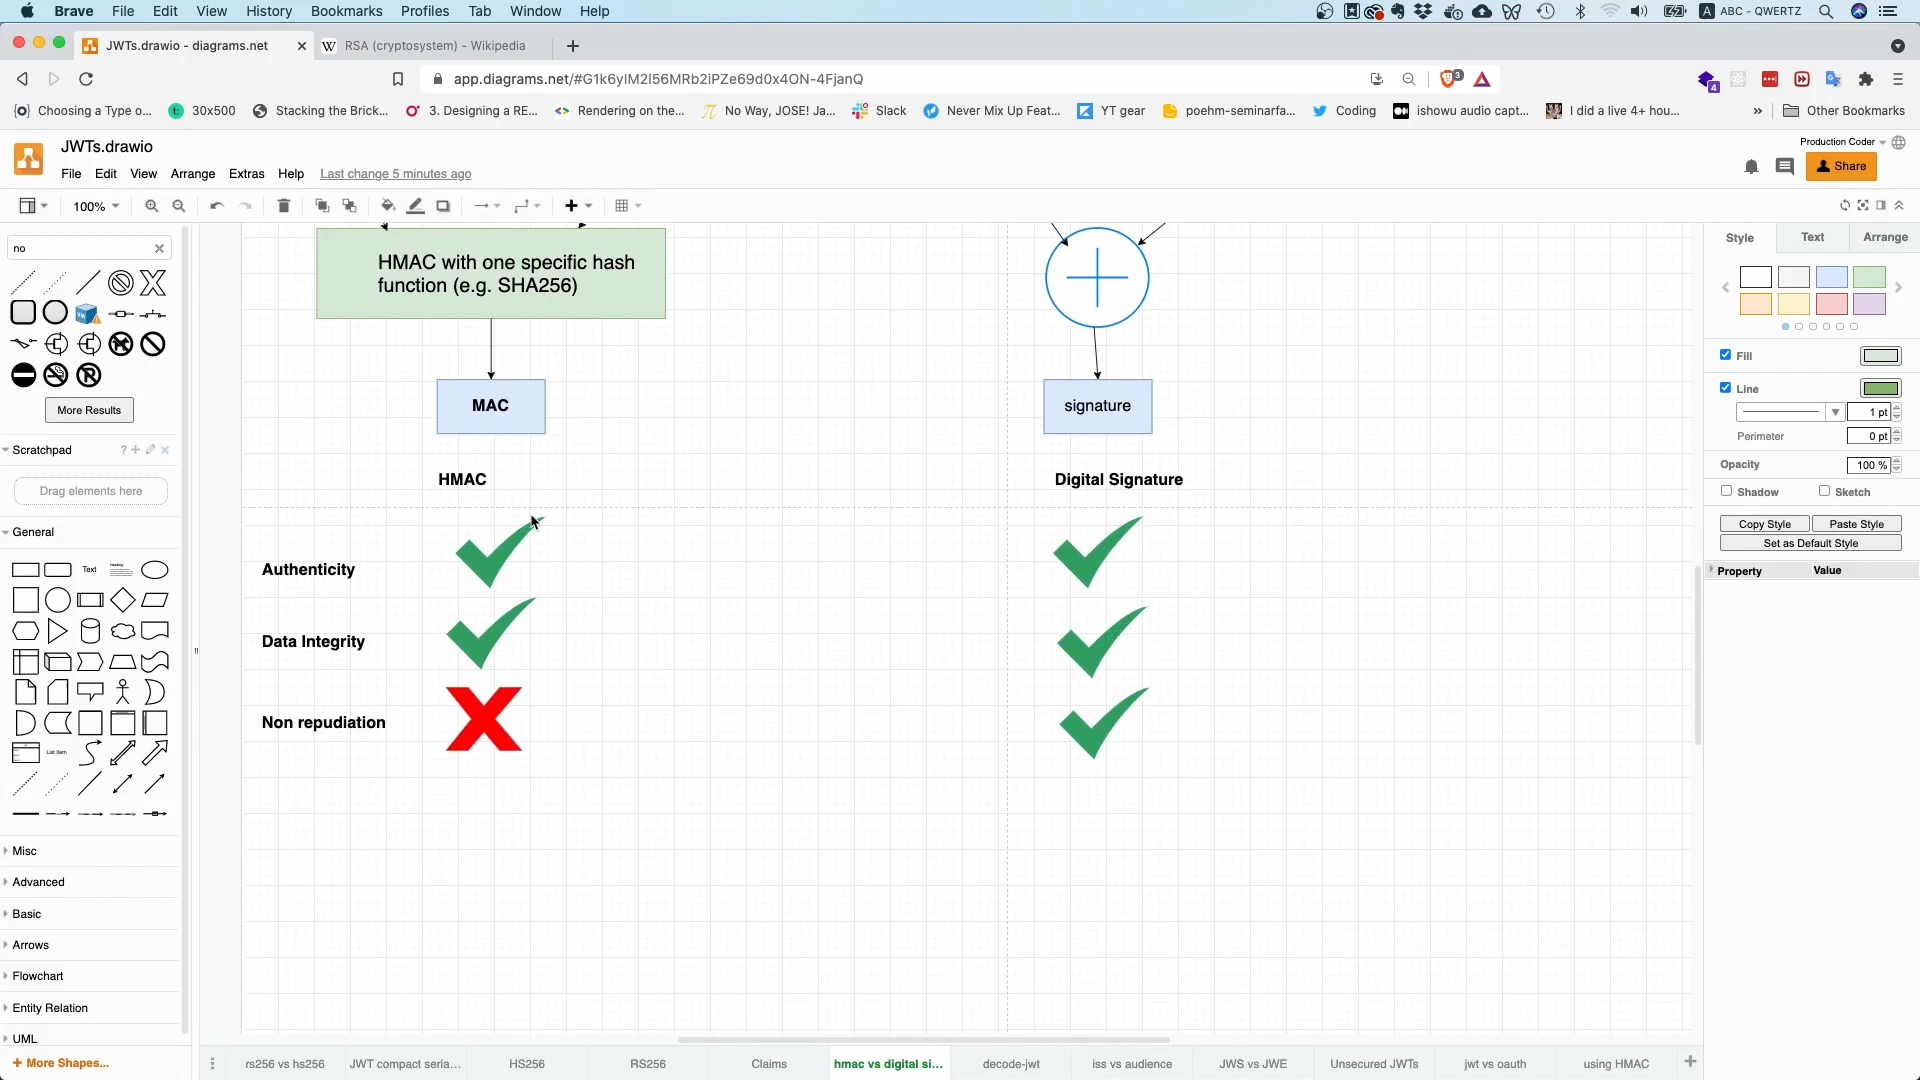 Brave File Edit View History Bookmarks Profiles Tab Window Help
A ABC - QWERTZ
JWTs.drawio - diagrams.net
W RSA (cryptosystem) - Wikipedia
app.diagrams.net/#G1k6ylM2l56MRb2iPZe69d0x4ON-4FjanQ
3
4
Choosing a Type o...
30x500
Stacking the Brick...
3. Designing a RE...
Rendering on the...
No Way, JOSE! Ja...
Slack
Never Mix Up Feat...
YT gear
poehm-seminarfa...
Coding
ishowu audio capt...
I did a live 4+ hou...
»
Other Bookmarks
JWTs.drawio
Production Coder
File Edit View Arrange Extras Help Last change 5 minutes ago
Share
100%
no
VM
More Results
Scratchpad
Drag elements here
General
Text
Heading
List Item
Misc
Advanced
Basic
Arrows
Flowchart
Entity Relation
UML
+ More Shapes...
HMAC with one specific hash
function (e.g. SHA256)
MAC
signature
HMAC
Digital Signature
Authenticity
Data Integrity
Non repudiation
Style Text Arrange
Fill
Line
1 pt
Perimeter 0 pt
Opacity 100 %
Shadow Sketch
Copy Style Paste Style
Set as Default Style
Property Value
rs256 vs hs256
JWT compact seria...
HS256
RS256
Claims
hmac vs digital si...
decode-jwt
iss vs audience
JWS vs JWE
Unsecured JWTs
jwt vs oauth
using HMAC